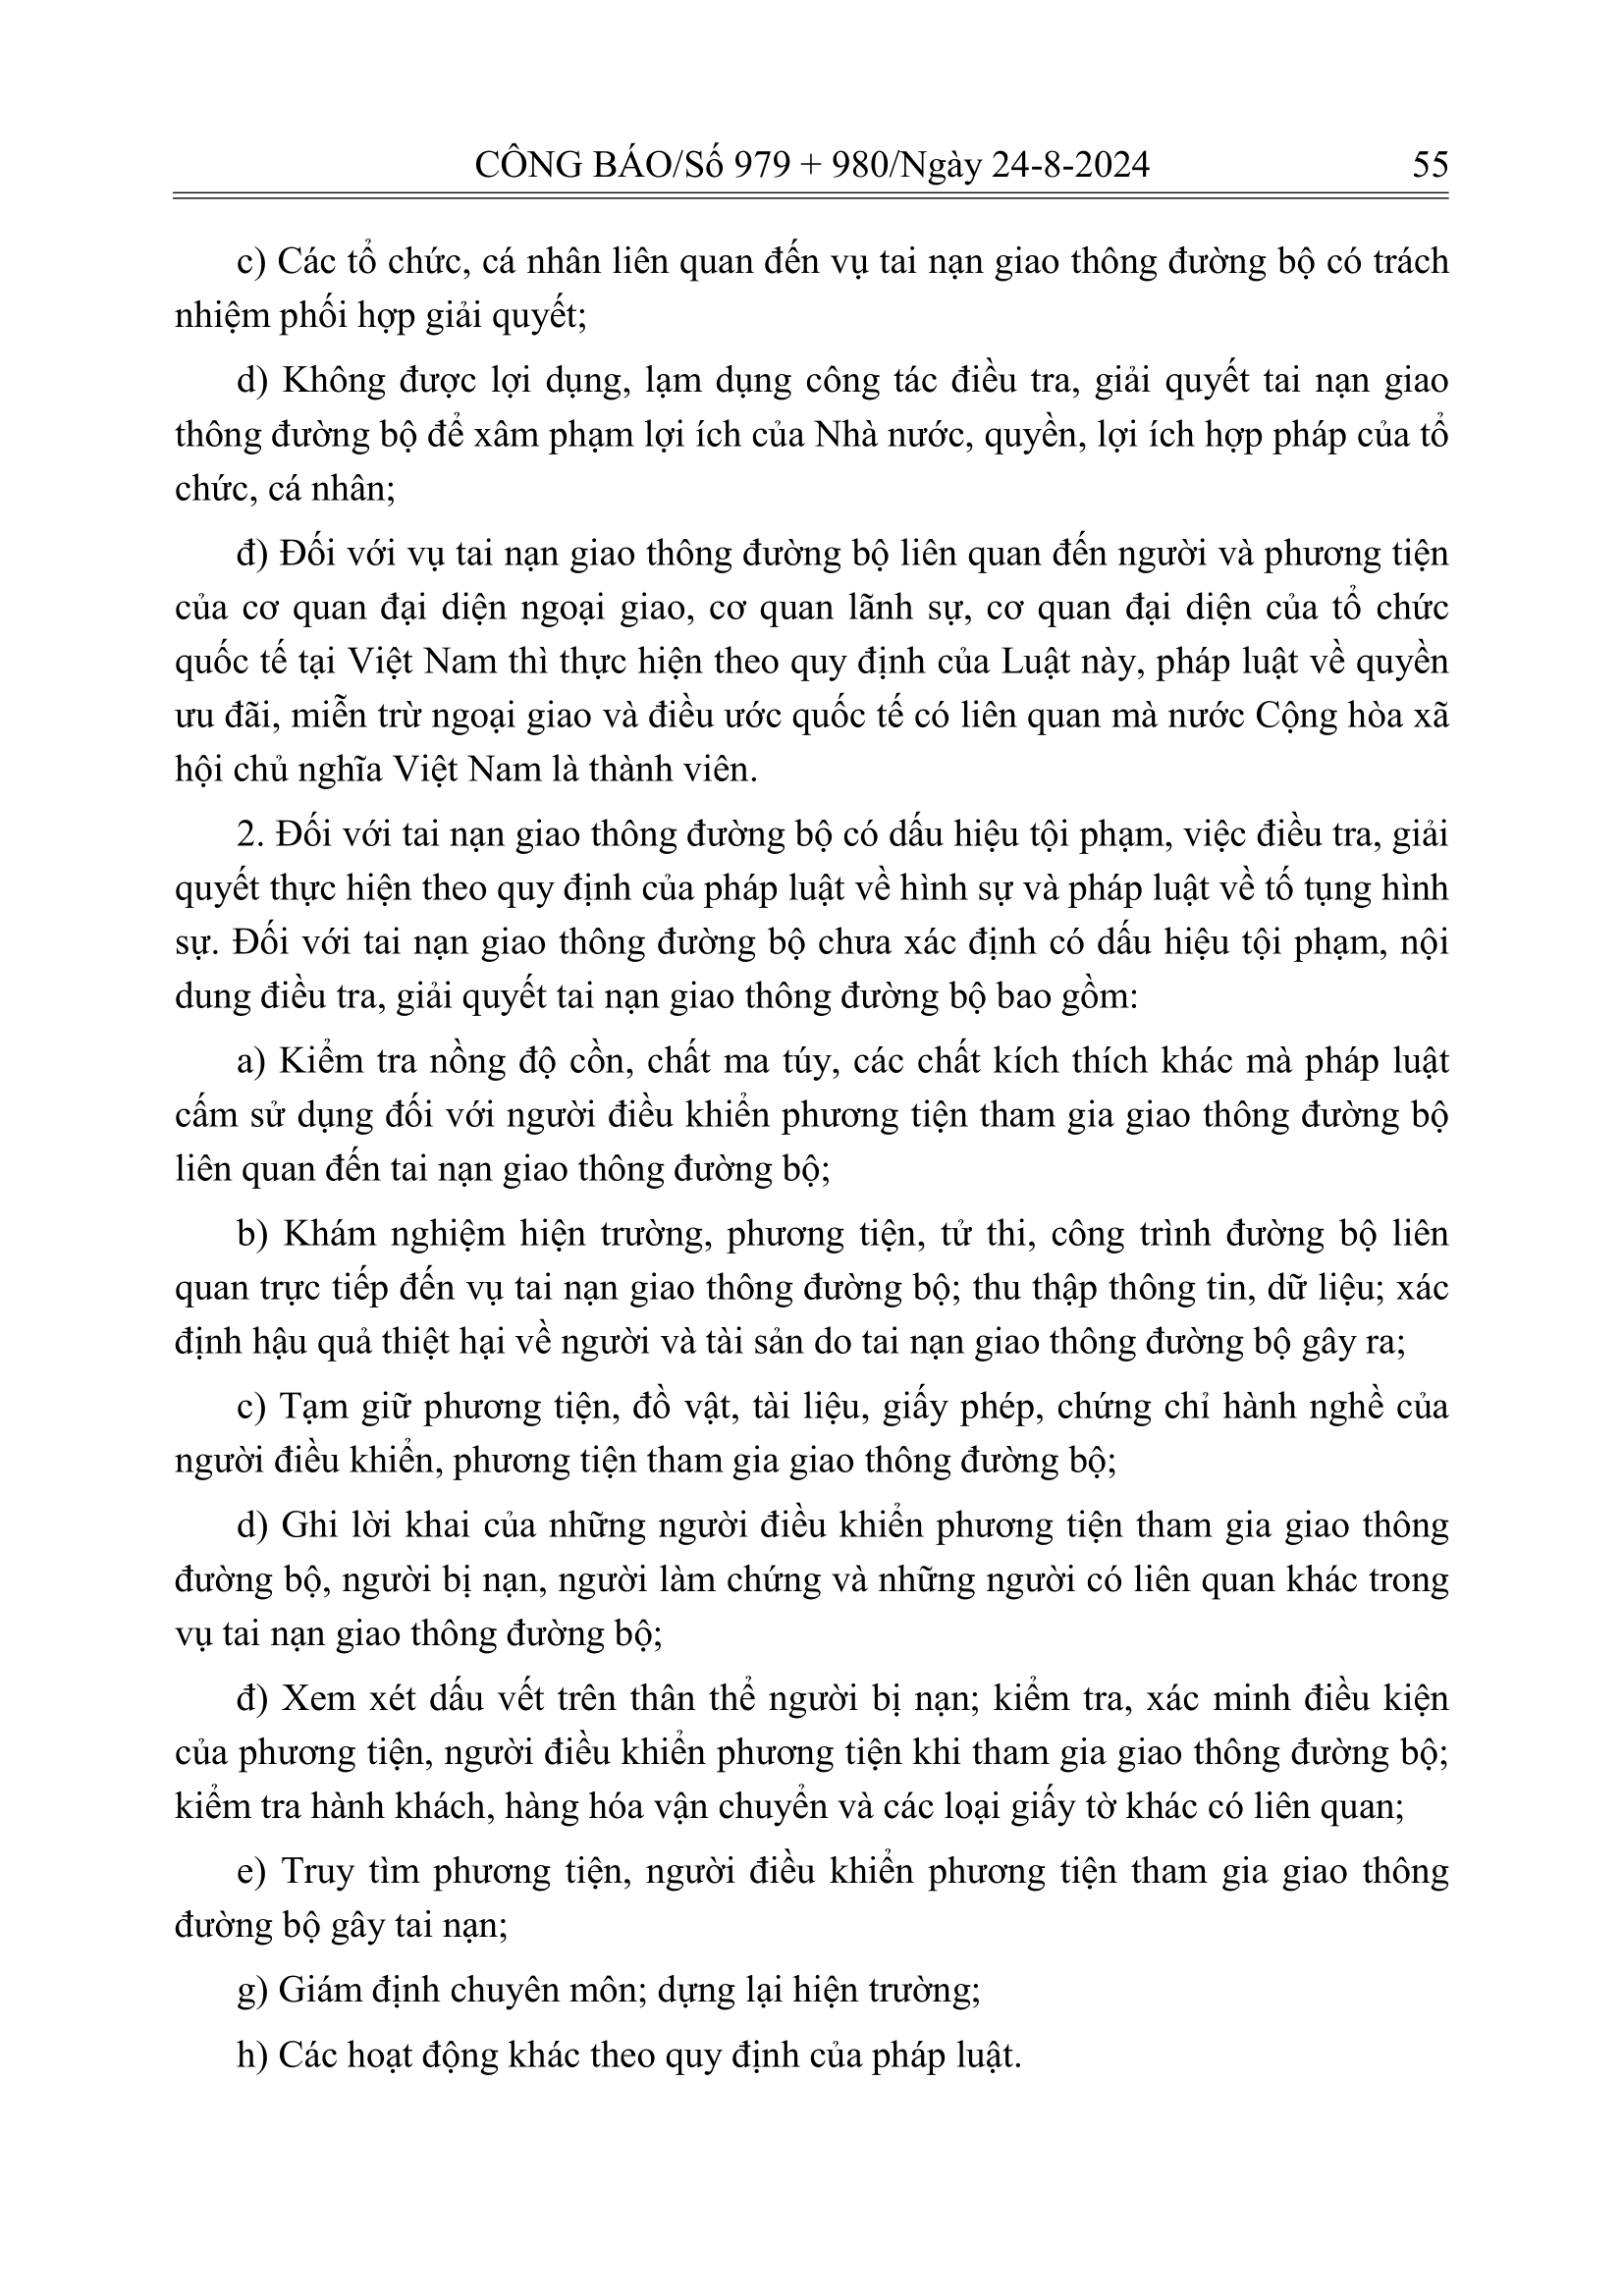 CÔNG BÁO/Số 979 + 980/Ngày 24-8-2024 55
c) Các tổ chức, cá nhân liên quan đến vụ tai nạn giao thông đường bộ có trách
nhiệm phối hợp giải quyết;
d) Không được lợi dụng, lạm dụng công tác điều tra, giải quyết tai nạn giao
thông đường bộ để xâm phạm lợi ích của Nhà nước, quyền, lợi ích hợp pháp của tổ
chức, cá nhân;
đ) Đối với vụ tai nạn giao thông đường bộ liên quan đến người và phương tiện
của cơ quan đại diện ngoại giao, cơ quan lãnh sự, cơ quan đại diện của tổ chức
quốc tế tại Việt Nam thì thực hiện theo quy định của Luật này, pháp luật về quyền
ưu đãi, miễn trừ ngoại giao và điều ước quốc tế có liên quan mà nước Cộng hòa xã
hội chủ nghĩa Việt Nam là thành viên.
2. Đối với tai nạn giao thông đường bộ có dấu hiệu tội phạm, việc điều tra, giải
quyết thực hiện theo quy định của pháp luật về hình sự và pháp luật về tố tụng hình
sự. Đối với tai nạn giao thông đường bộ chưa xác định có dấu hiệu tội phạm, nội
dung điều tra, giải quyết tai nạn giao thông đường bộ bao gồm:
a) Kiểm tra nồng độ cồn, chất ma túy, các chất kích thích khác mà pháp luật
cấm sử dụng đối với người điều khiển phương tiện tham gia giao thông đường bộ
liên quan đến tai nạn giao thông đường bộ;
b) Khám nghiệm hiện trường, phương tiện, tử thi, công trình đường bộ liên
quan trực tiếp đến vụ tai nạn giao thông đường bộ; thu thập thông tin, dữ liệu; xác
định hậu quả thiệt hại về người và tài sản do tai nạn giao thông đường bộ gây ra;
c) Tạm giữ phương tiện, đồ vật, tài liệu, giấy phép, chứng chỉ hành nghề của
người điều khiển, phương tiện tham gia giao thông đường bộ;
d) Ghi lời khai của những người điều khiển phương tiện tham gia giao thông
đường bộ, người bị nạn, người làm chứng và những người có liên quan khác trong
vụ tai nạn giao thông đường bộ;
đ) Xem xét dấu vết trên thân thể người bị nạn; kiểm tra, xác minh điều kiện
của phương tiện, người điều khiển phương tiện khi tham gia giao thông đường bộ;
kiểm tra hành khách, hàng hóa vận chuyển và các loại giấy tờ khác có liên quan;
e) Truy tìm phương tiện, người điều khiển phương tiện tham gia giao thông
đường bộ gây tai nạn;
g) Giám định chuyên môn; dựng lại hiện trường;
h) Các hoạt động khác theo quy định của pháp luật.